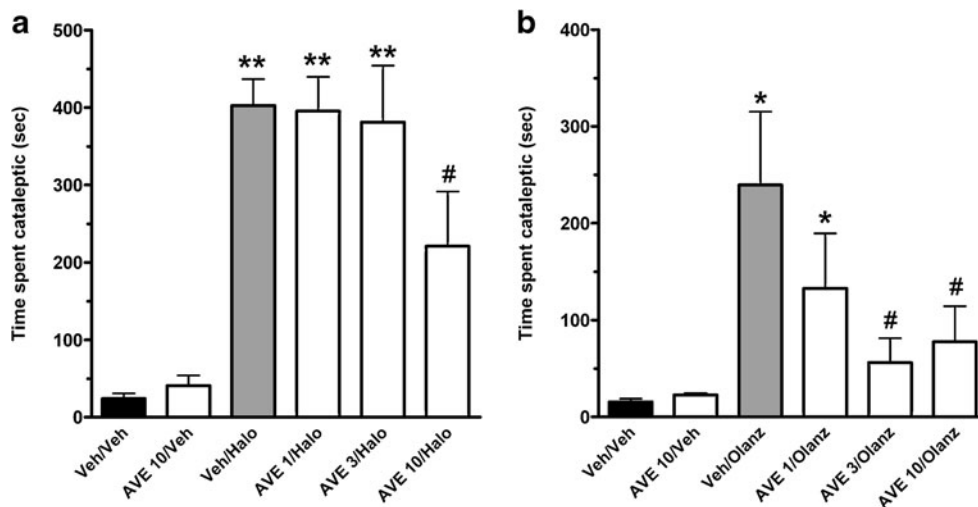 a
Time spent cataleptic (sec)
500
400
300
200
100
0
**
**
**
#
Veh/Veh
AVE 10/Veh
Veh/Halo
AVE 1/Halo
AVE 3/Halo
AVE 10/Halo
b
Time spent cataleptic (sec)
400
300
200
100
0
*
*
#
#
Veh/Veh
AVE 10/Veh
Veh/Olanz
AVE 1/Olanz
AVE 3/Olanz
AVE 10/Olanz